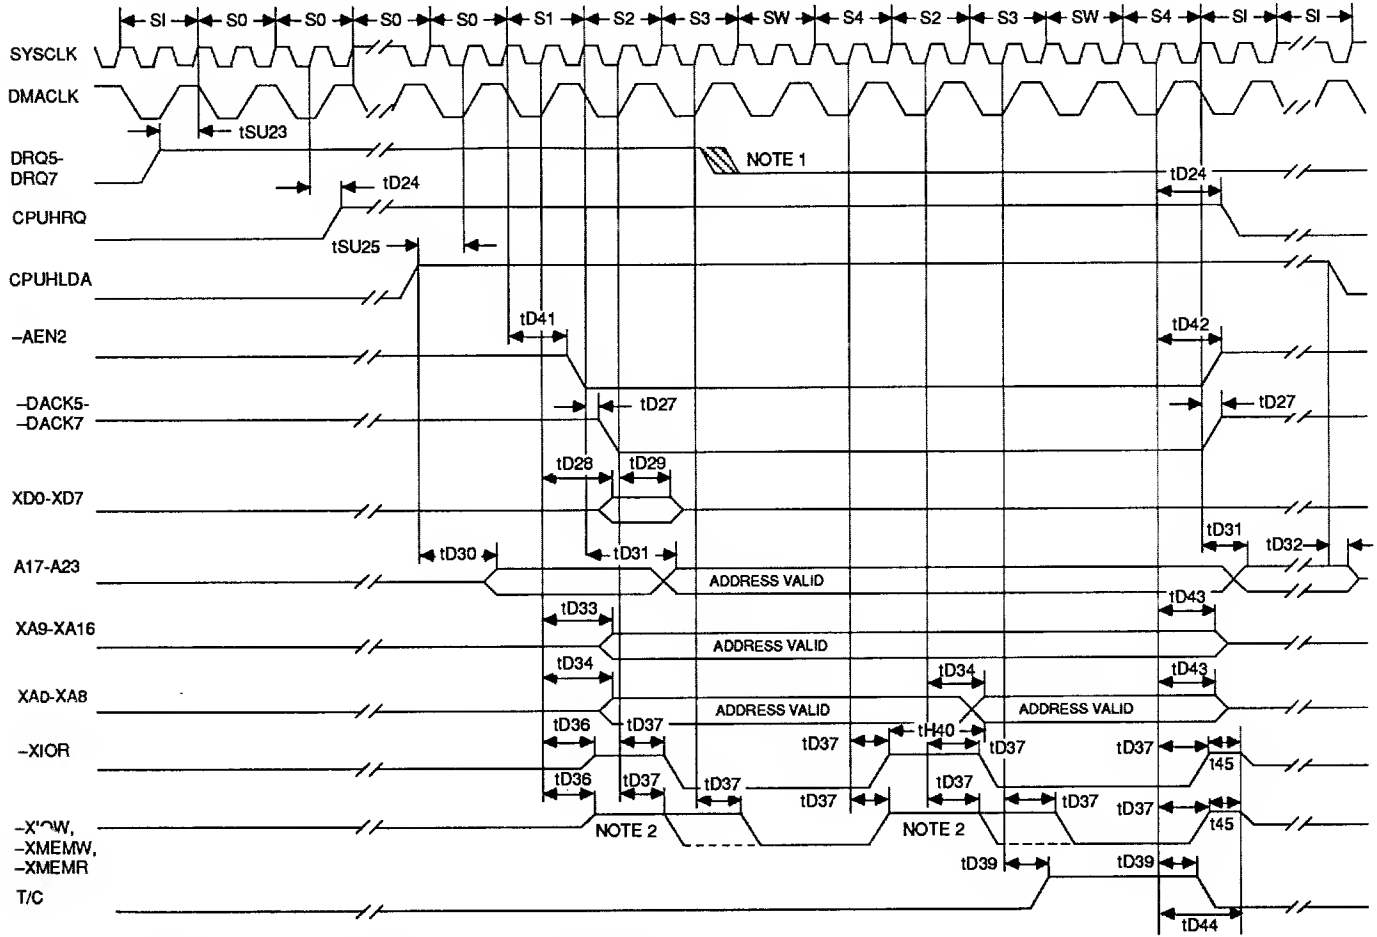 SI S0 S0 S0 S0 S1 S2 S3 SW S4 S2 S3 SW S4 SI SI
SYSCLK
DMACLK
tSU23
DRQ5-
DRQ7
NOTE 1
tD24
tD24
CPUHRQ
tSU25
CPUHLDA
tD41
tD42
–AEN2
–DACK5-
–DACK7
tD27
tD27
tD28 tD29
XD0-XD7
tD30 tD31 tD31 tD32
A17-A23
ADDRESS VALID
tD33 tD43
XA9-XA16
ADDRESS VALID
tD34 tD34 tD43
XA0-XA8
ADDRESS VALID ADDRESS VALID
tD36 tD37 tD37 tH40 tD37 tD37 t45
–XIOR
tD36 tD37 tD37 tD37 tD37 tD37 tD37 t45
–XIOW,
–XMEMW,
–XMEMR
NOTE 2 NOTE 2
tD39 tD39
T/C
tD44